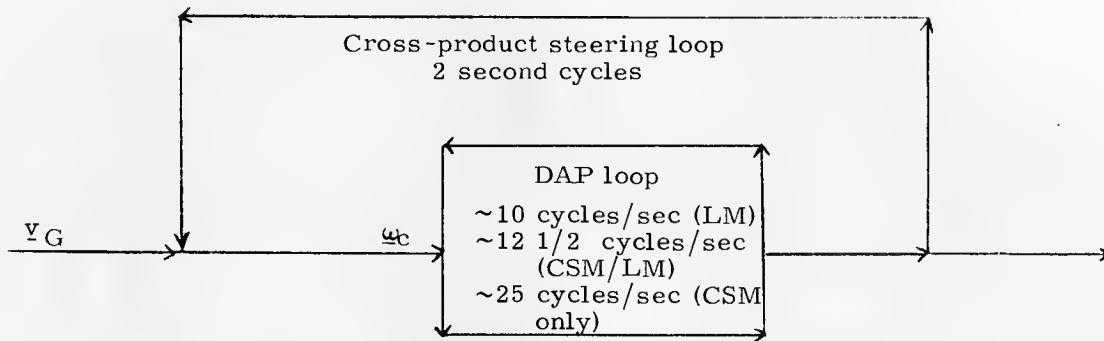 Cross-product steering loop
2 second cycles
DAP loop
~10 cycles/sec (LM)
v G
ωc
~12 1/2 cycles/sec
(CSM/LM)
~25 cycles/sec (CSM
only)